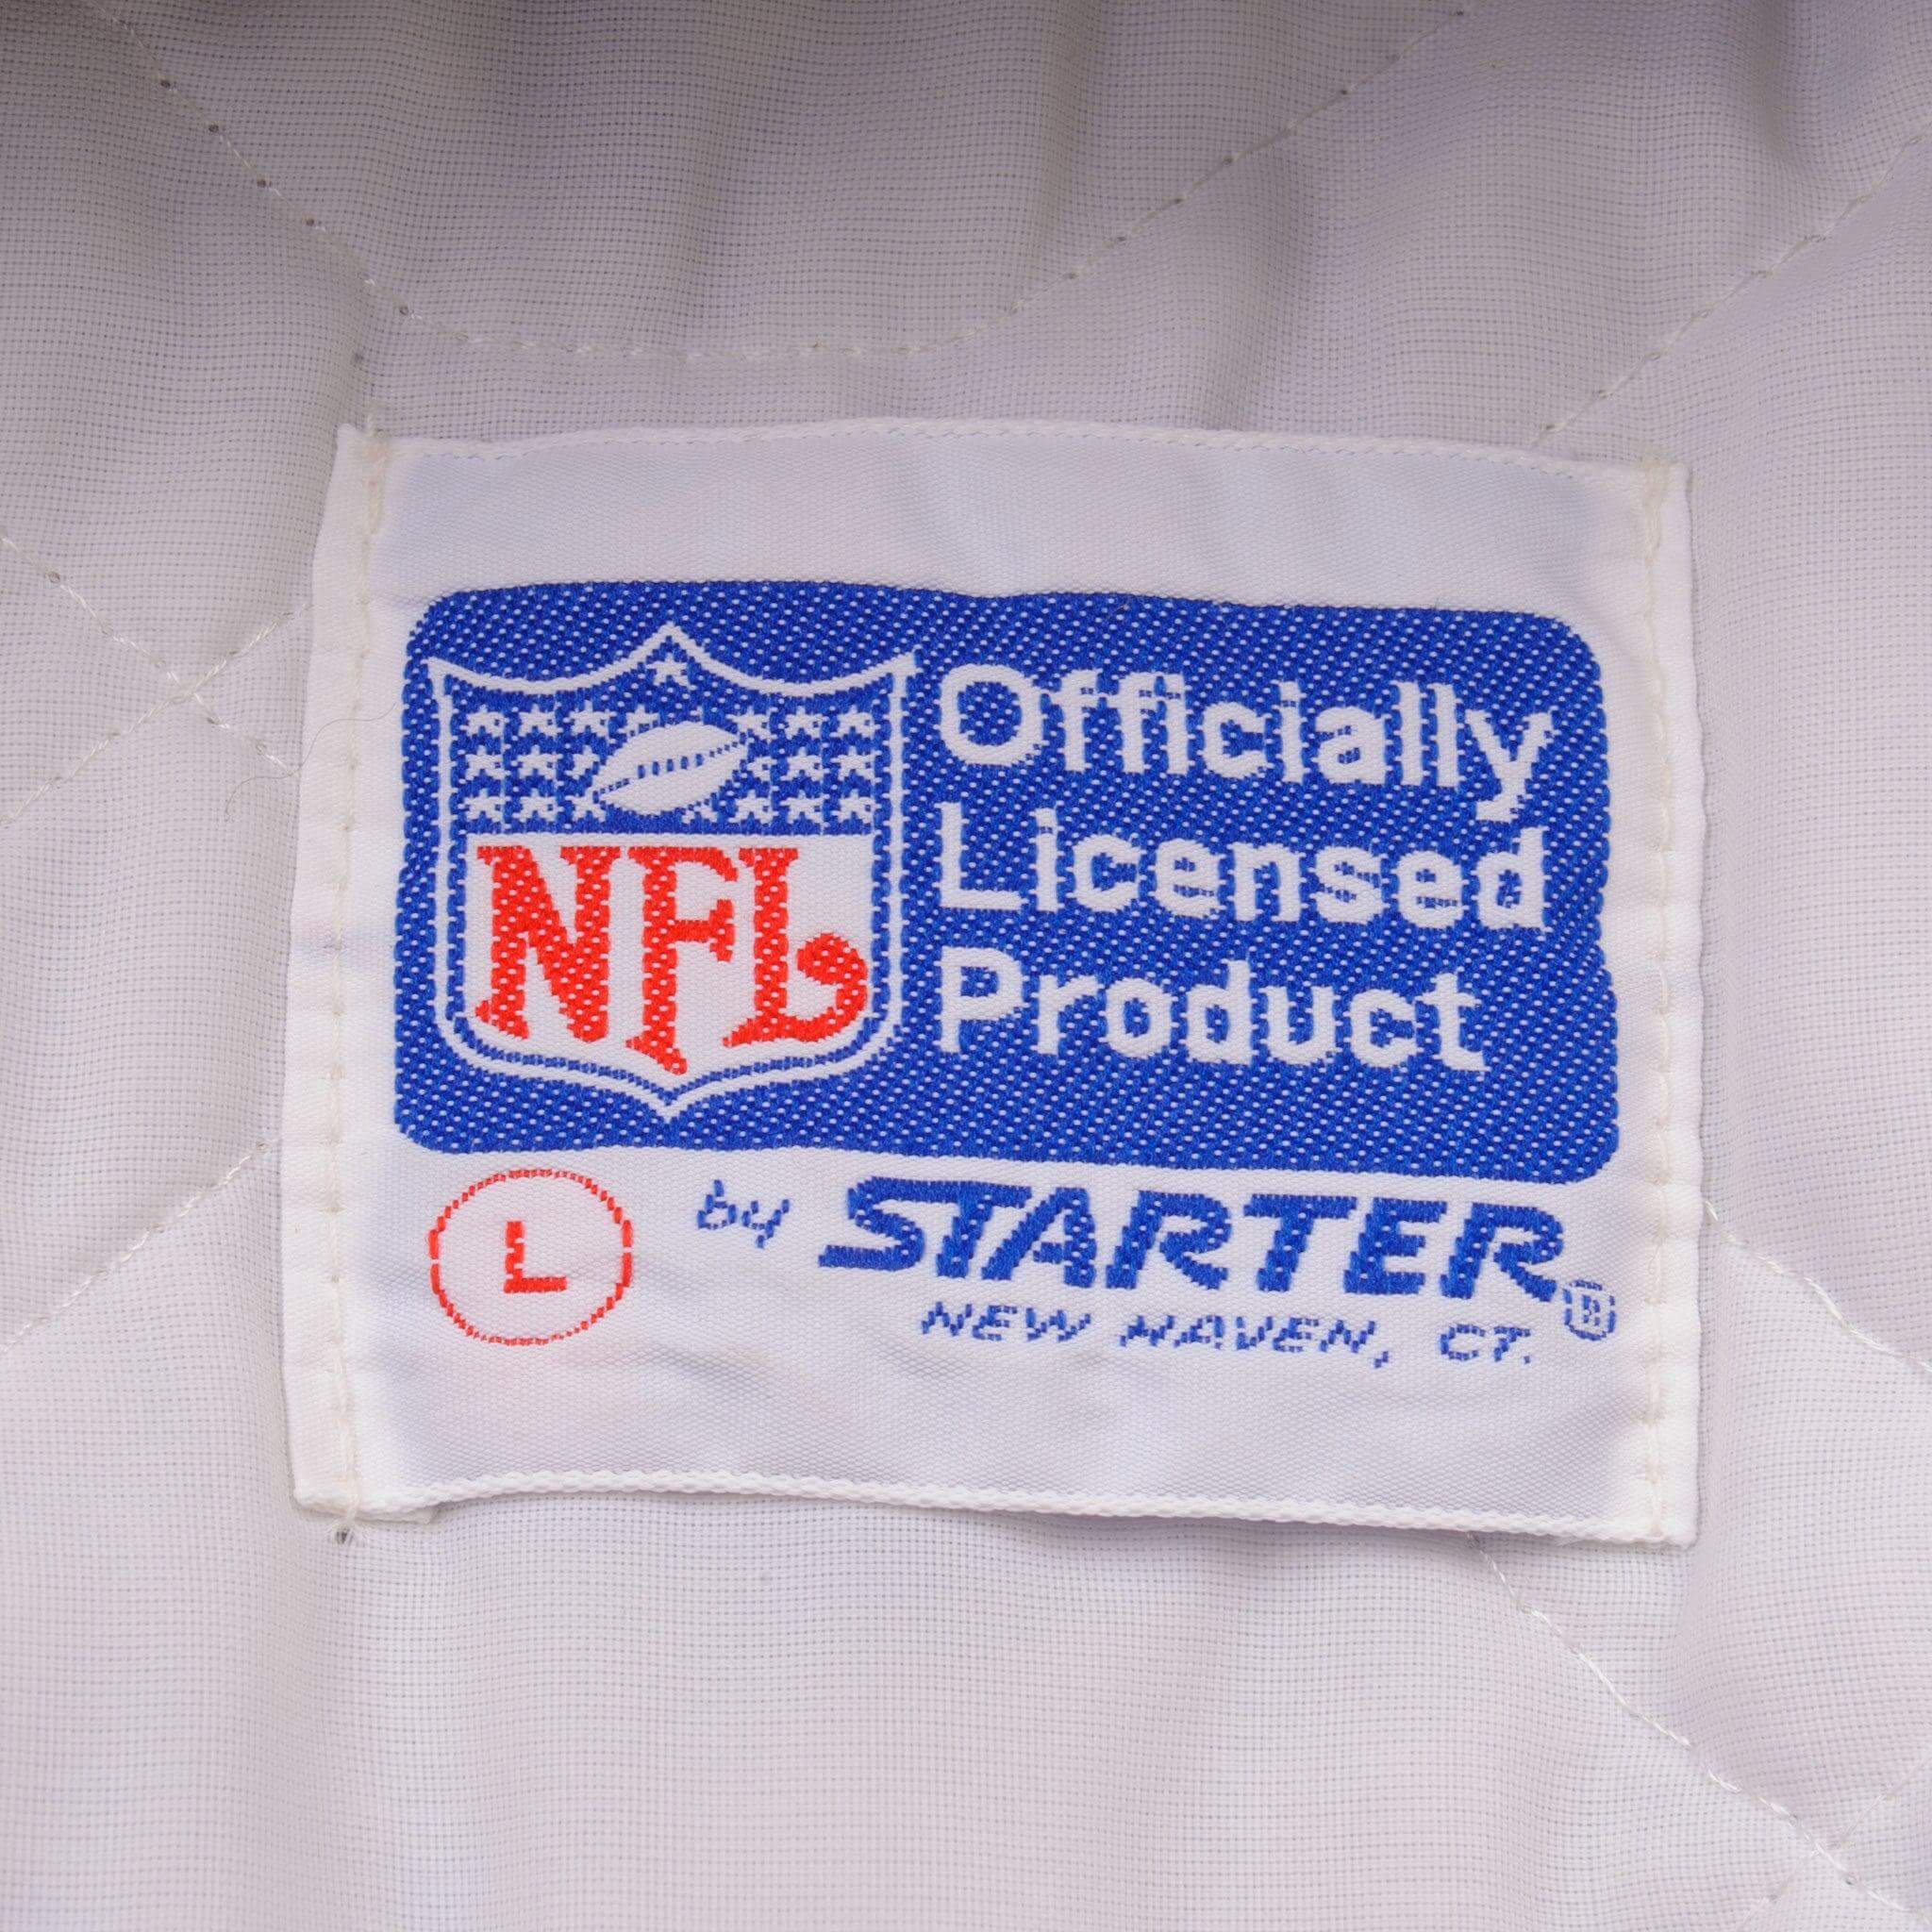 NFL
Officially
Licensed
Product
L
by STARTER®
NEW HAVEN, CT.